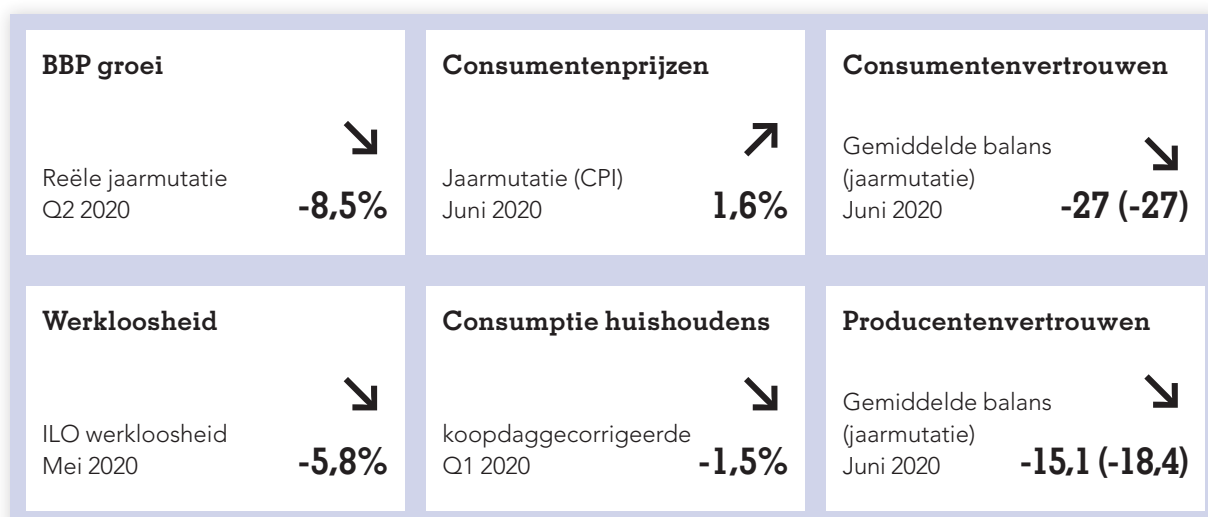 BBP groei
Reële jaarmutatie
Q2 2020
-8,5%
Consumentenprijzen
Jaarmutatie (CPI)
Juni 2020
1,6%
Consumentenvertrouwen
Gemiddelde balans
(jaarmutatie)
Juni 2020
-27 (-27)
Werkloosheid
ILO werkloosheid
Mei 2020
-5,8%
Consumptie huishoudens
koopdaggecorrigeerde
Q1 2020
-1,5%
Producentenvertrouwen
Gemiddelde balans
(jaarmutatie)
Juni 2020
-15,1 (-18,4)